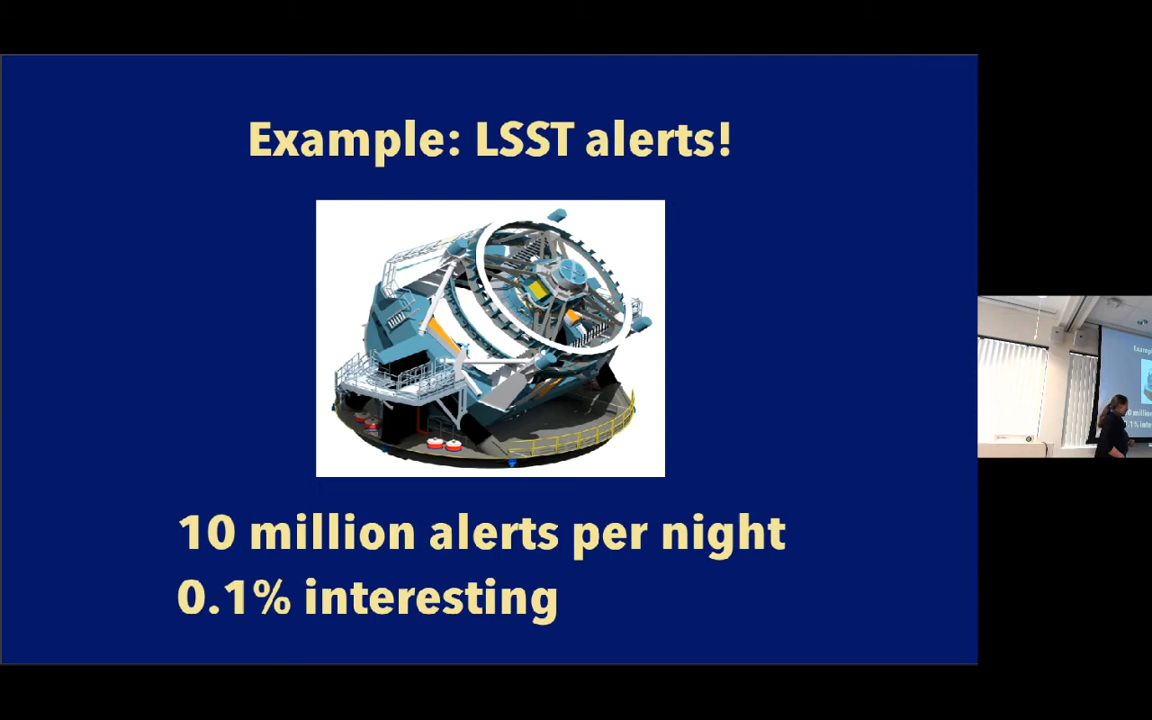 Example: LSST alerts!
10 million alerts per night
0.1% interesting